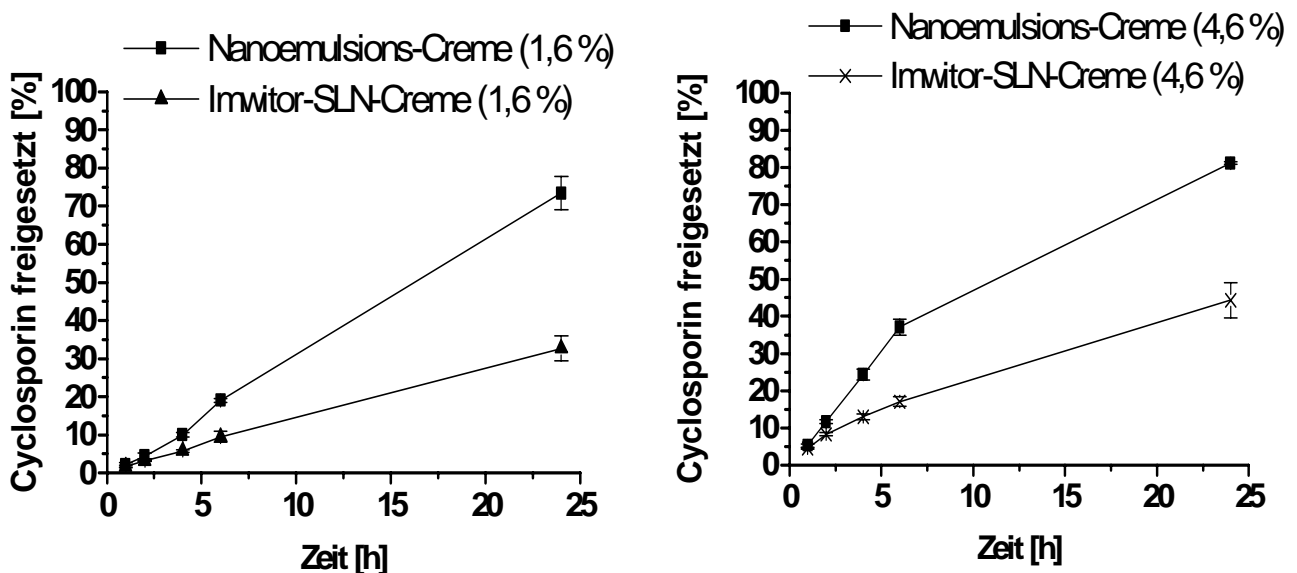 Nanoemulsions-Creme (1,6 %)
Imwitor-SLN-Creme (1,6 %)
Cyclosporin freigesetzt [%]
100
90
80
70
60
50
40
30
20
10
0
0 5 10 15 20 25
Zeit [h]
Nanoemulsions-Creme (4,6 %)
Imwitor-SLN-Creme (4,6 %)
Cyclosporin freigesetzt [%]
100
90
80
70
60
50
40
30
20
10
0
0 5 10 15 20 25
Zeit [h]